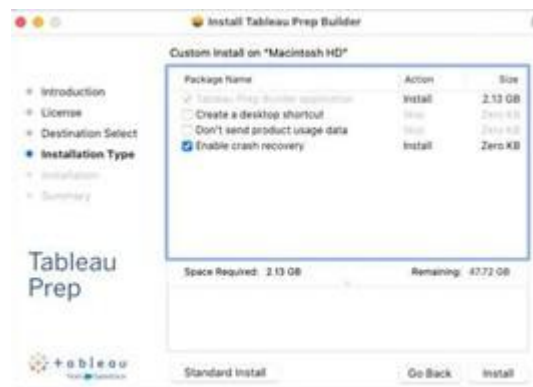 Install Tableau Prep Builder
Custom Install on "Macintosh HD"
Introduction
License
Destination Select
Installation Type
Installation
Summary
Package Name Action Size
Tableau Prep Builder application Install 2.13 GB
Create a desktop shortcut Skip Zero KB
Don't send product usage data Skip Zero KB
Enable crash recovery Install Zero KB
Space Required: 2.13 GB Remaining: 47.72 GB
Tableau
Prep
tableau
Standard Install Go Back Install